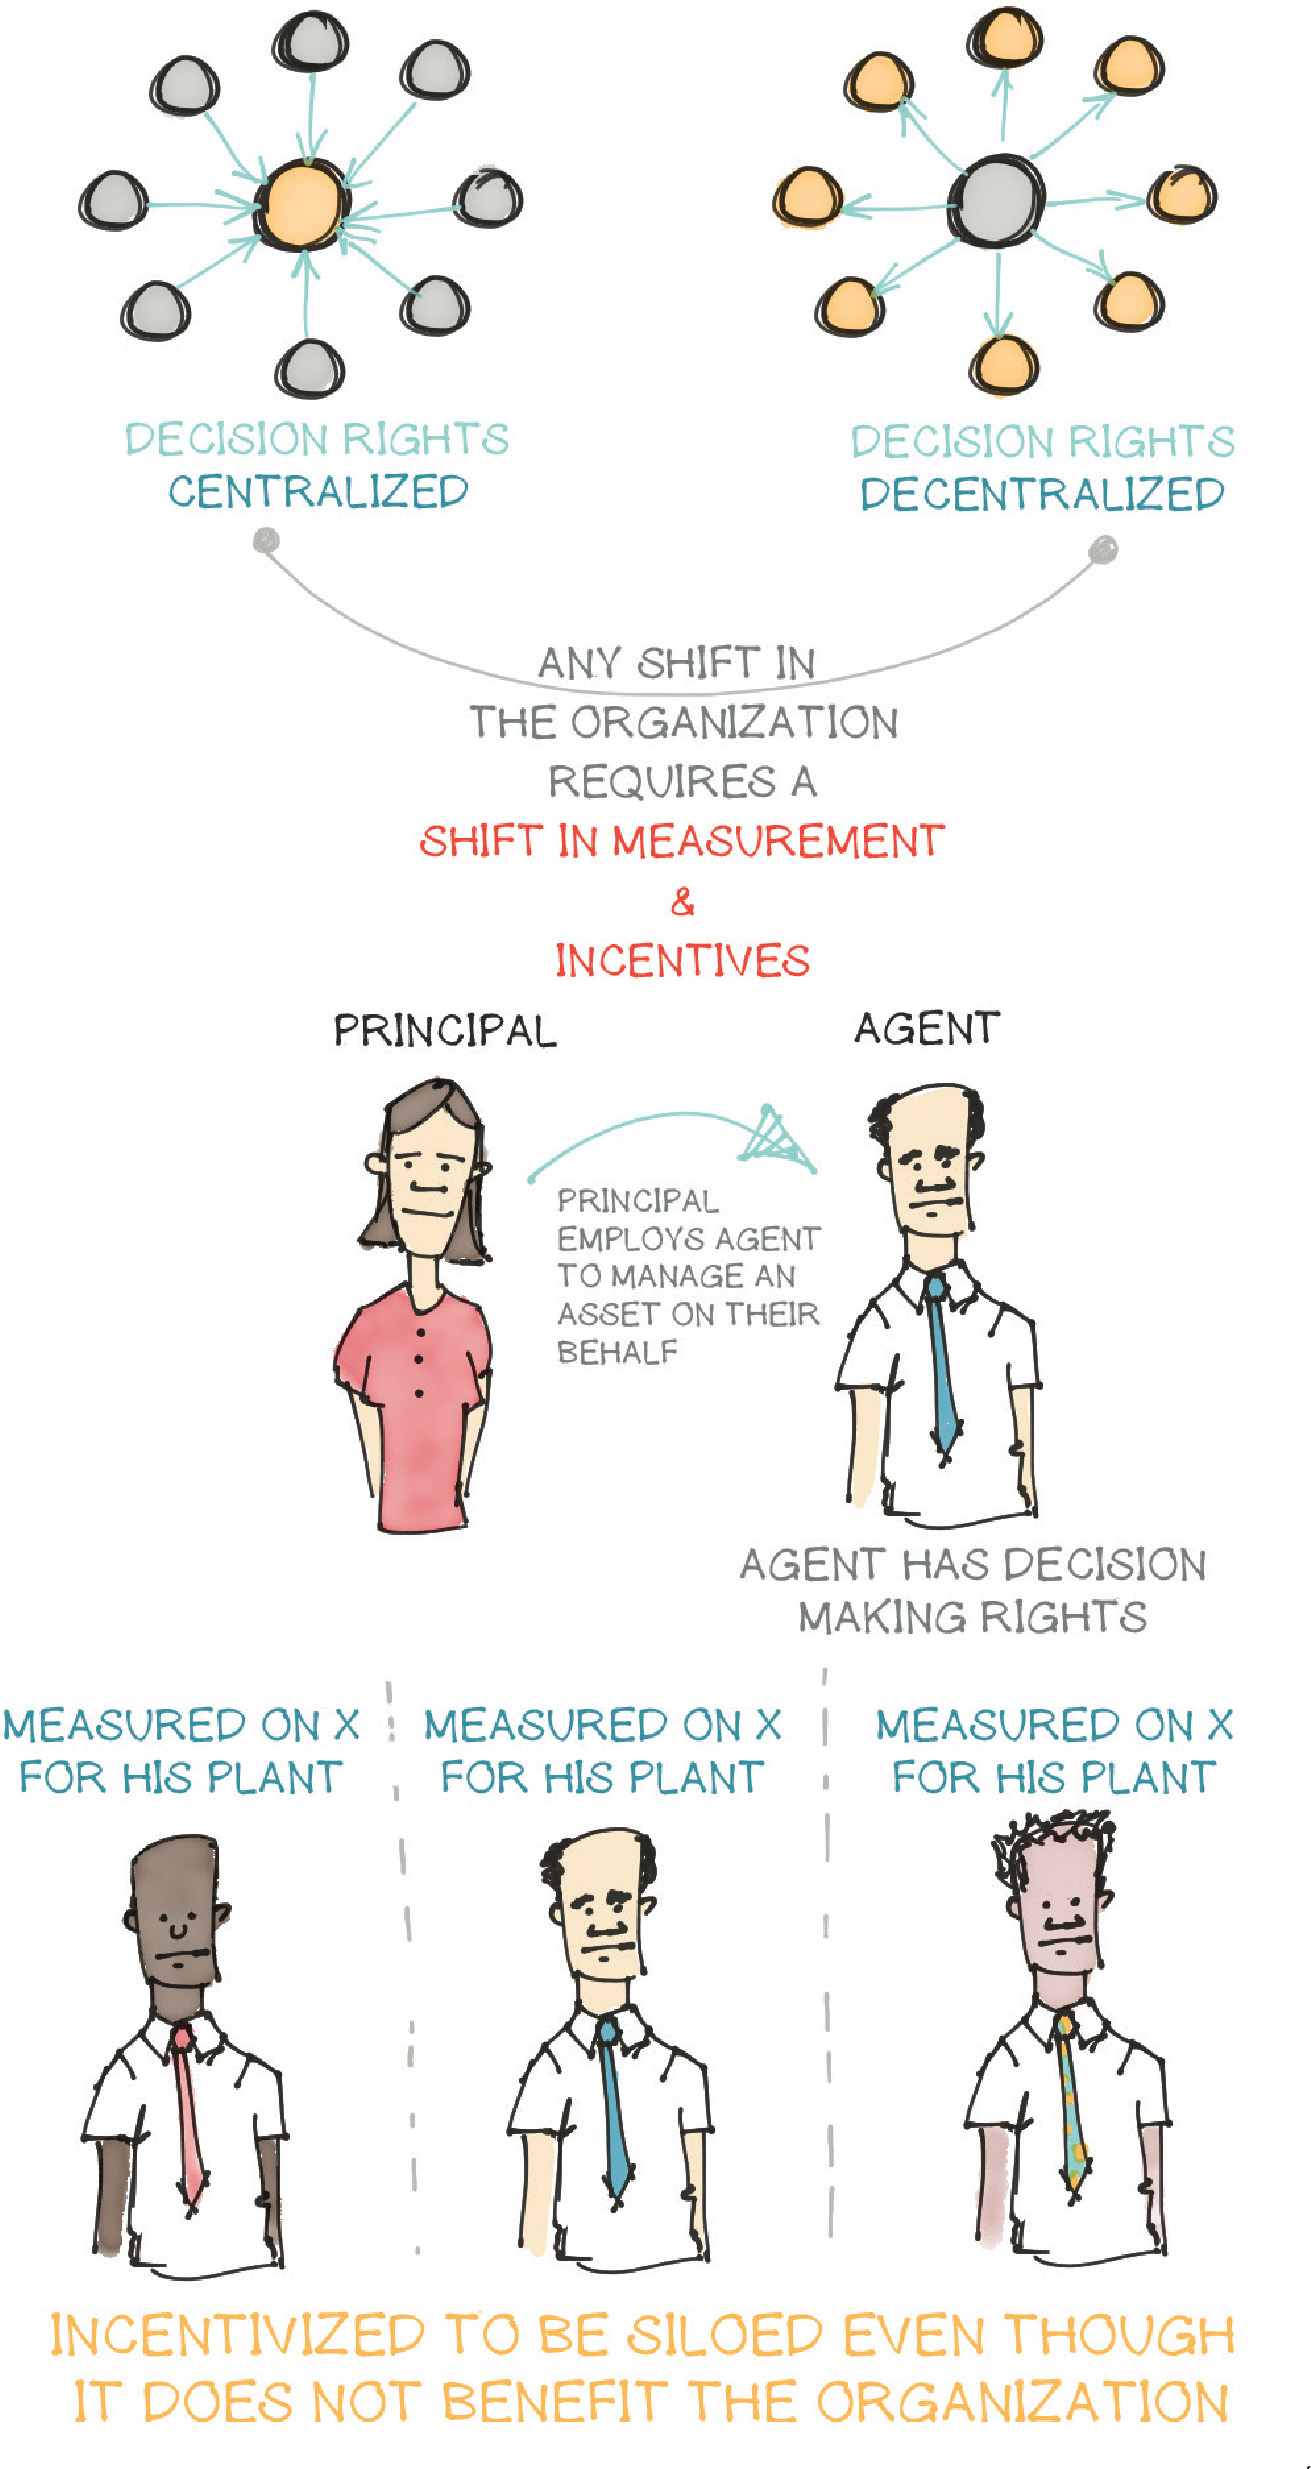 DECISION RIGHTS
CENTRALIZED
DECISION RIGHTS
DECENTRALIZED
ANY SHIFT IN
THE ORGANIZATION
REQUIRES A
SHIFT IN MEASUREMENT
&
INCENTIVES
PRINCIPAL
AGENT
PRINCIPAL
EMPLOYS AGENT
TO MANAGE AN
ASSET ON THEIR
BEHALF
AGENT HAS DECISION
MAKING RIGHTS
MEASURED ON X
FOR HIS PLANT
MEASURED ON X
FOR HIS PLANT
MEASURED ON X
FOR HIS PLANT
INCENTIVIZED TO BE SILOED EVEN THOUGH
IT DOES NOT BENEFIT THE ORGANIZATION